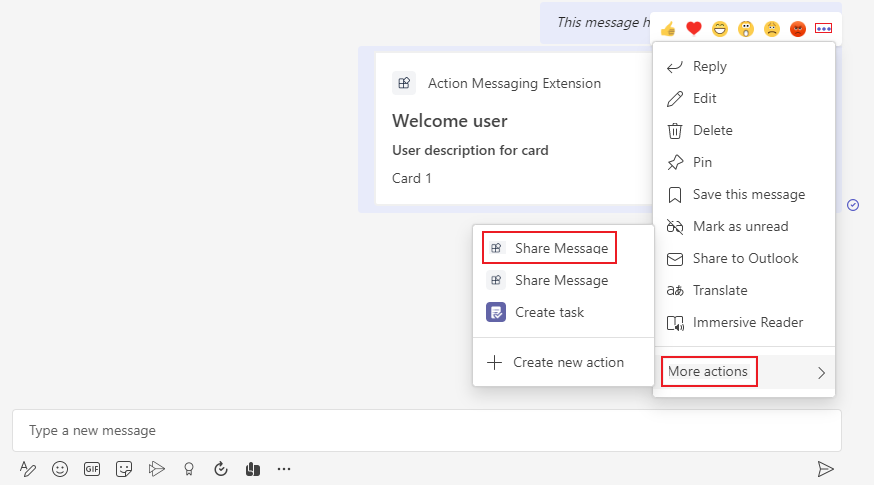 This message h
Action Messaging Extension
Welcome user
User description for card
Card 1
Reply
Edit
Delete
Pin
Save this message
Mark as unread
Share to Outlook
Translate
Immersive Reader
More actions
Share Message
Share Message
Create task
Create new action
Type a new message
GIF